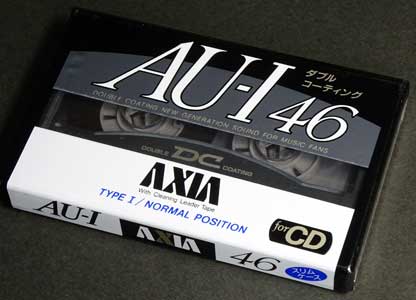 AU-I 46
ダブル
コーティング
DOUBLE COATING NEW GENERATION SOUND FOR MUSIC FANS
DOUBLE DC COATING
AXIA
With Cleaning Leader Tape
TYPE I / NORMAL POSITION
for CD
AU-I AXIA 46
スリム
ケース